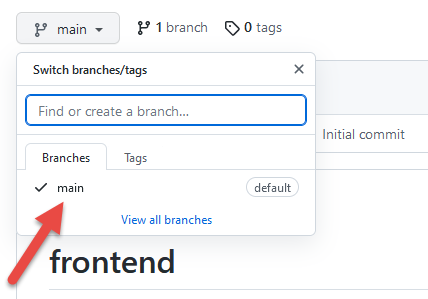 main
1 branch
0 tags
Switch branches/tags
Find or create a branch...
Initial commit
Branches
Tags
main
default
View all branches
frontend